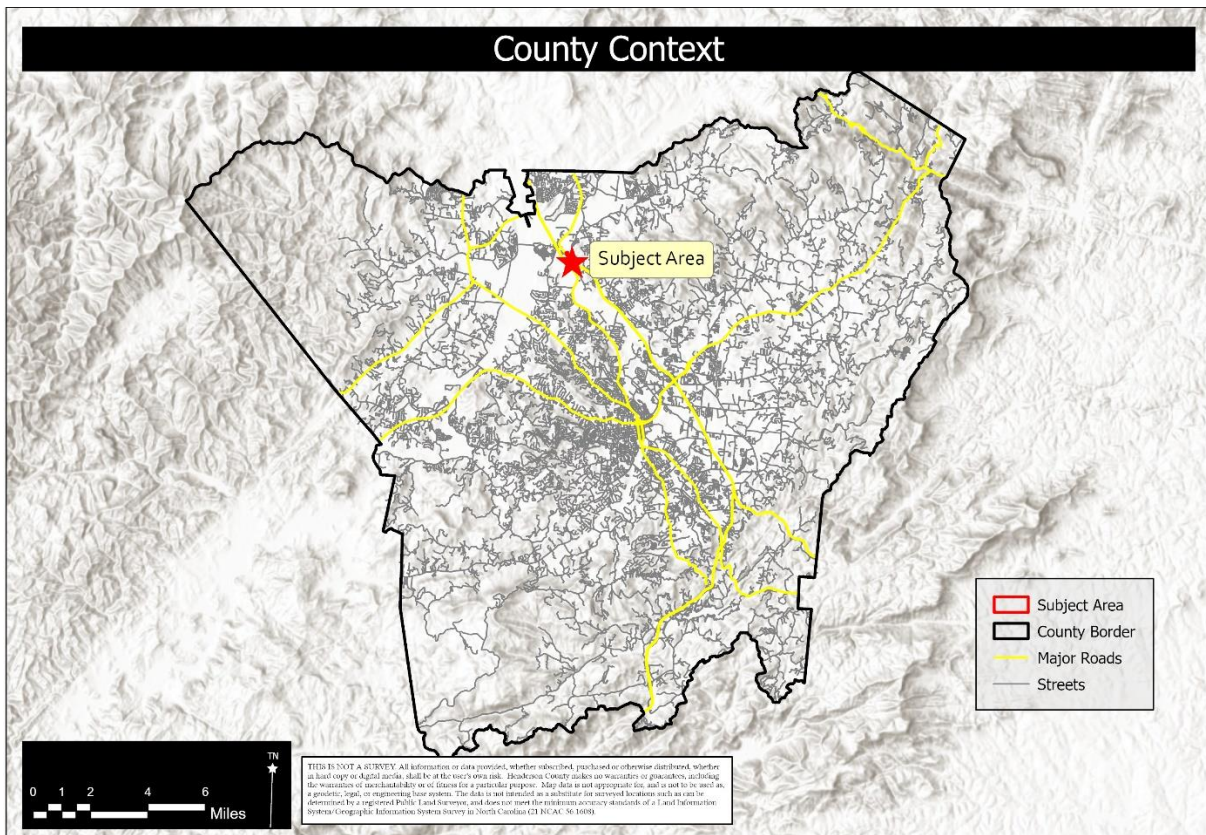 County Context
Subject Area
Subject Area
County Border
Major Roads
Streets
TN
0 1 2 4 6
Miles
THIS IS NOT A SURVEY. All information or data provided, whether subscribed, purchased or otherwise distributed, whether
in hard copy or digital media, shall be at the user's own risk. Henderson County makes no warranties or guarantees, including
the warranties of merchantability or of fitness for a particular purpose. Map data is not appropriate for, and is not to be used as,
a geodetic, legal, or engineering base system. The data is not intended as a substitute for surveyed locations such as can be
determined by a registered Public Land Surveyor, and does not meet the minimum accuracy standards of a Land Information
System/Geographic Information System Survey in North Carolina (21 NCAC 56.1608).